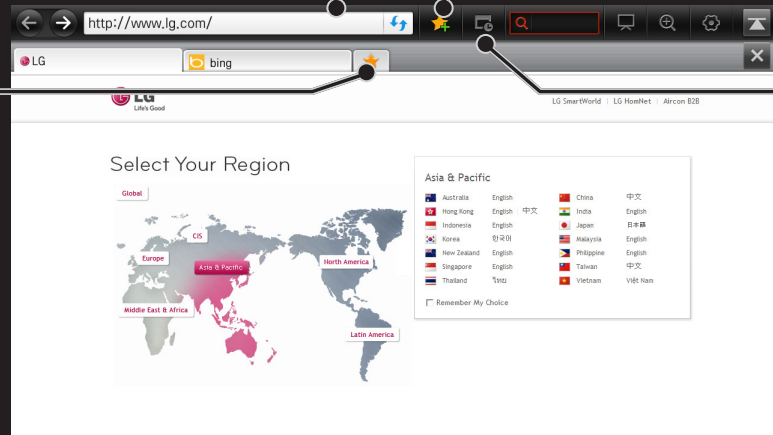 http://www.lg.com/
LG
bing
LG
Life's Good
LG SmartWorld | LG HomNet | Aircon B2B
Select Your Region
Global
CIS
Europe
Asia & Pacific
North America
Middle East & Africa
Latin America
Asia & Pacific
Australia English China 中文
Hong Kong English 中文 India English
Indonesia English Japan 日本語
Korea 한국어 Malaysia English
New Zealand English Philippine English
Singapore English Taiwan 中文
Thailand ไทย Vietnam Việt Nam
Remember My Choice